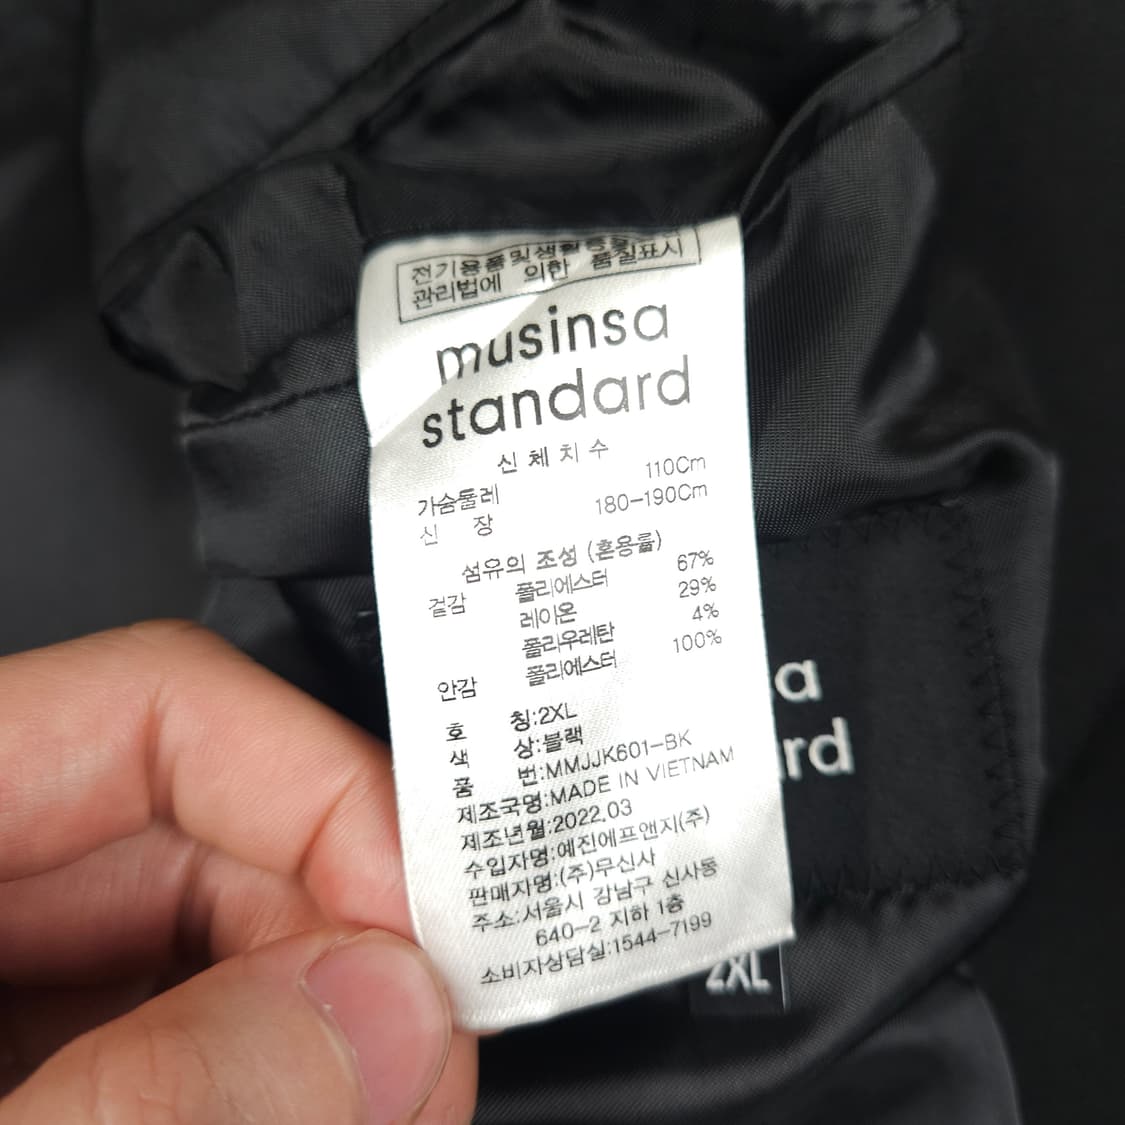 전기용품및생활용품
관리법에 의한 품질표시
musinsa
standard
신체치수
가슴둘레 110Cm
신 장 180-190Cm
섬유의 조성 (혼용률)
겉감 폴리에스터 67%
레이온 29%
폴리우레탄 4%
안감 폴리에스터 100%
호 칭:2XL
색 상:블랙
품 번:MMJJK601-BK
제조국명:MADE IN VIETNAM
제조년월:2022.03
수입자명:예진에프앤지(주)
판매자명:(주)무신사
주소:서울시 강남구 신사동
640-2 지하 1층
소비자상담실:1544-7199
a
rd
2XL